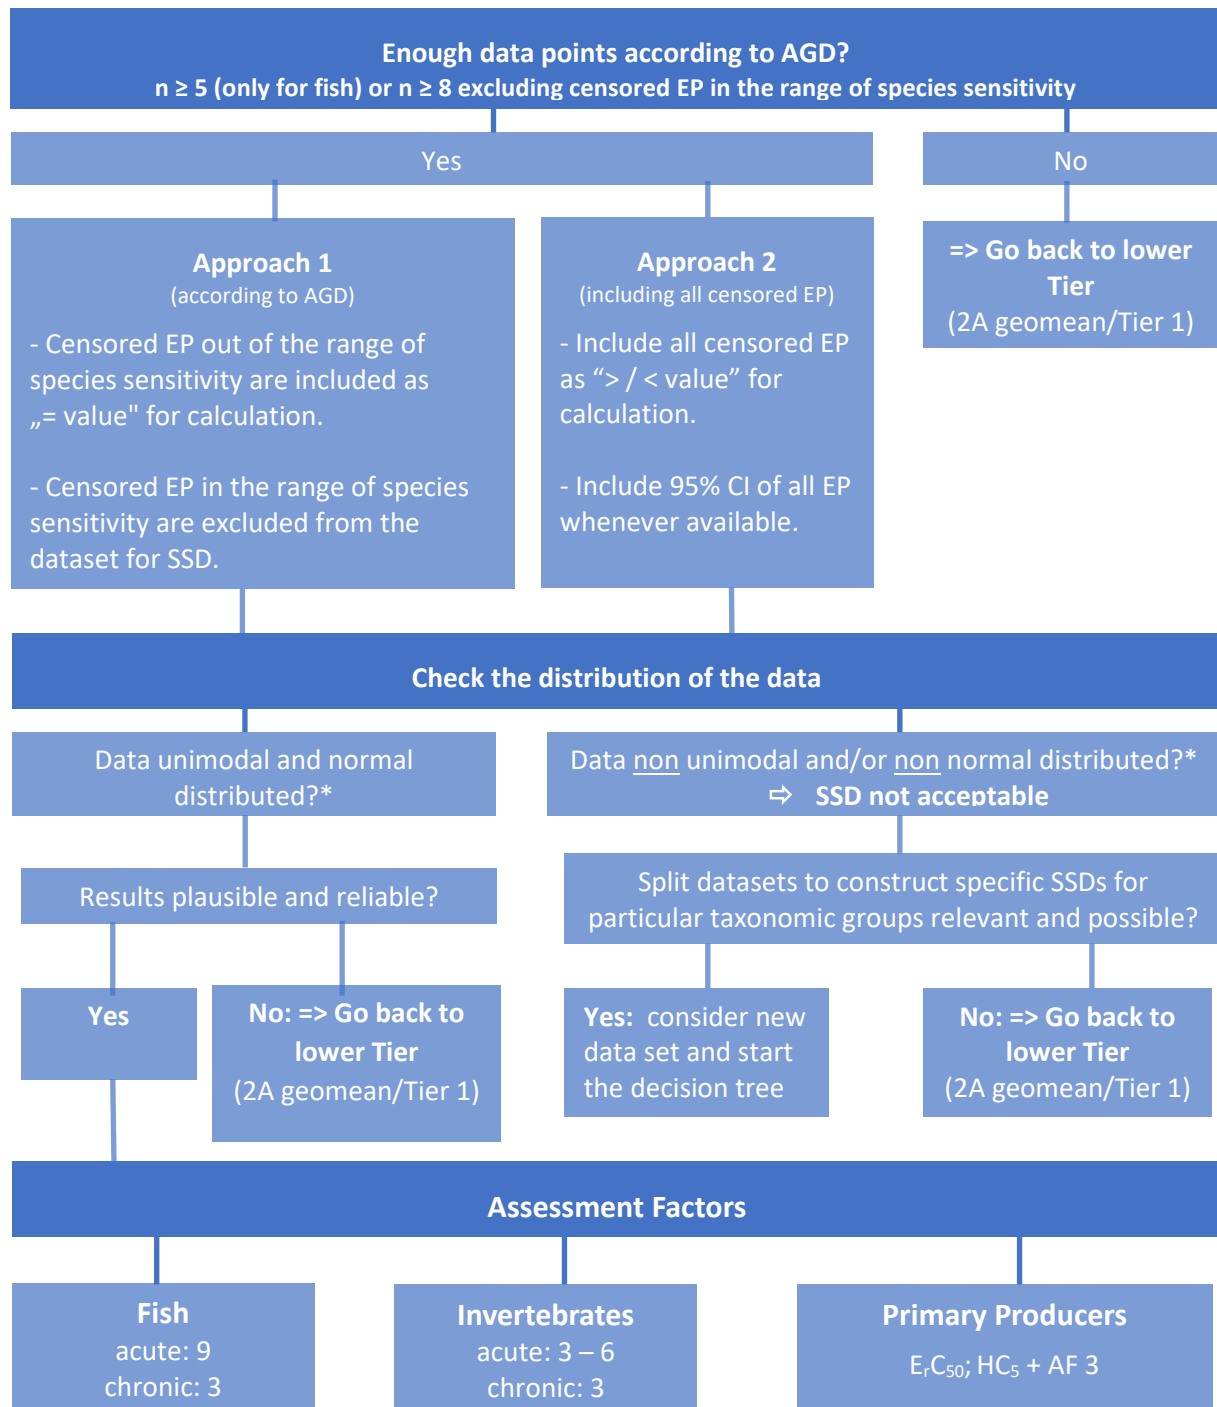 Enough data points according to AGD?
n ≥ 5 (only for fish) or n ≥ 8 excluding censored EP in the range of species sensitivity
Yes
No
Approach 1
(according to AGD)
- Censored EP out of the range of
species sensitivity are included as
„= value" for calculation.
- Censored EP in the range of species
sensitivity are excluded from the
dataset for SSD.
Approach 2
(including all censored EP)
- Include all censored EP
as “> / < value” for
calculation.
- Include 95% CI of all EP
whenever available.
=> Go back to lower
Tier
(2A geomean/Tier 1)
Check the distribution of the data
Data unimodal and normal
distributed?*
Data non unimodal and/or non normal distributed?*
⇨ SSD not acceptable
Results plausible and reliable?
Split datasets to construct specific SSDs for
particular taxonomic groups relevant and possible?
Yes
No: => Go back to
lower Tier
(2A geomean/Tier 1)
Yes: consider new
data set and start
the decision tree
No: => Go back to
lower Tier
(2A geomean/Tier 1)
Assessment Factors
Fish
acute: 9
chronic: 3
Invertebrates
acute: 3 – 6
chronic: 3
Primary Producers
ErC50; HC5 + AF 3